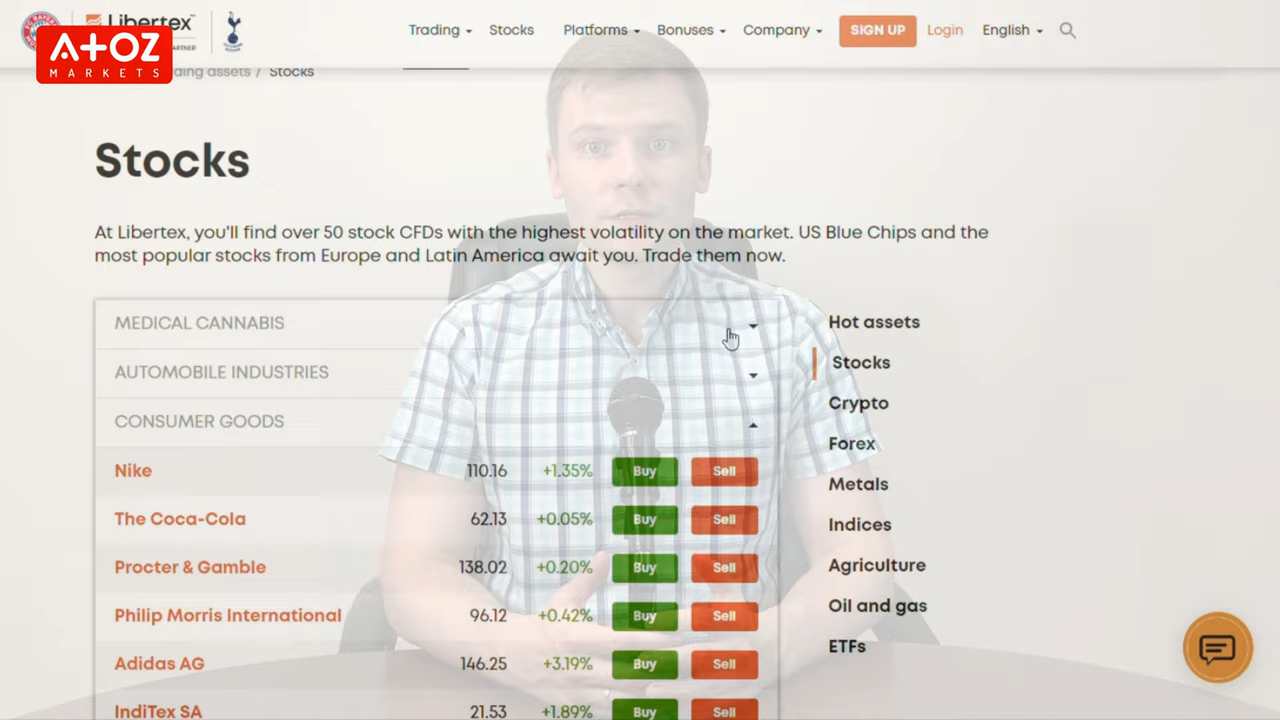 Libertex
A+OZ
MARKETS
Trading
Stocks
Platforms
Bonuses
Company
SIGN UP
Login
English
assets / Stocks
Stocks
At Libertex, you'll find over 50 stock CFDs with the highest volatility on the market. US Blue Chips and the
most popular stocks from Europe and Latin America await you. Trade them now.
MEDICAL CANNABIS
AUTOMOBILE INDUSTRIES
CONSUMER GOODS
Nike 110.16 +1.35% Buy Sell
The Coca-Cola 62.13 +0.05% Buy Sell
Procter & Gamble 138.02 +0.20% Buy Sell
Philip Morris International 96.12 +0.42% Buy Sell
Adidas AG 146.25 +3.19% Buy Sell
IndiTex SA 21.53 +1.89% Buy Sell
Hot assets
Stocks
Crypto
Forex
Metals
Indices
Agriculture
Oil and gas
ETFs